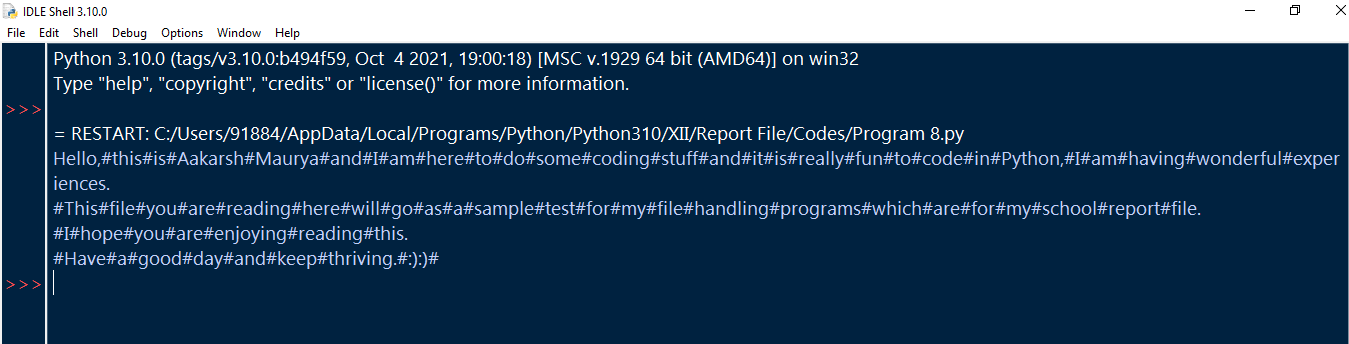 IDLE Shell 3.10.0
File Edit Shell Debug Options Window Help
Python 3.10.0 (tags/v3.10.0:b494f59, Oct  4 2021, 19:00:18) [MSC v.1929 64 bit (AMD64)] on win32
Type "help", "copyright", "credits" or "license()" for more information.
>>>
= RESTART: C:/Users/91884/AppData/Local/Programs/Python/Python310/XII/Report File/Codes/Program 8.py
Hello,#this#is#Aakarsh#Maurya#and#I#am#here#to#do#some#coding#stuff#and#it#is#really#fun#to#code#in#Python,#I#am#having#wonderful#exper
iences.
#This#file#you#are#reading#here#will#go#as#a#sample#test#for#my#file#handling#programs#which#are#for#my#school#report#file.
#I#hope#you#are#enjoying#reading#this.
#Have#a#good#day#and#keep#thriving.#:):)#
>>>